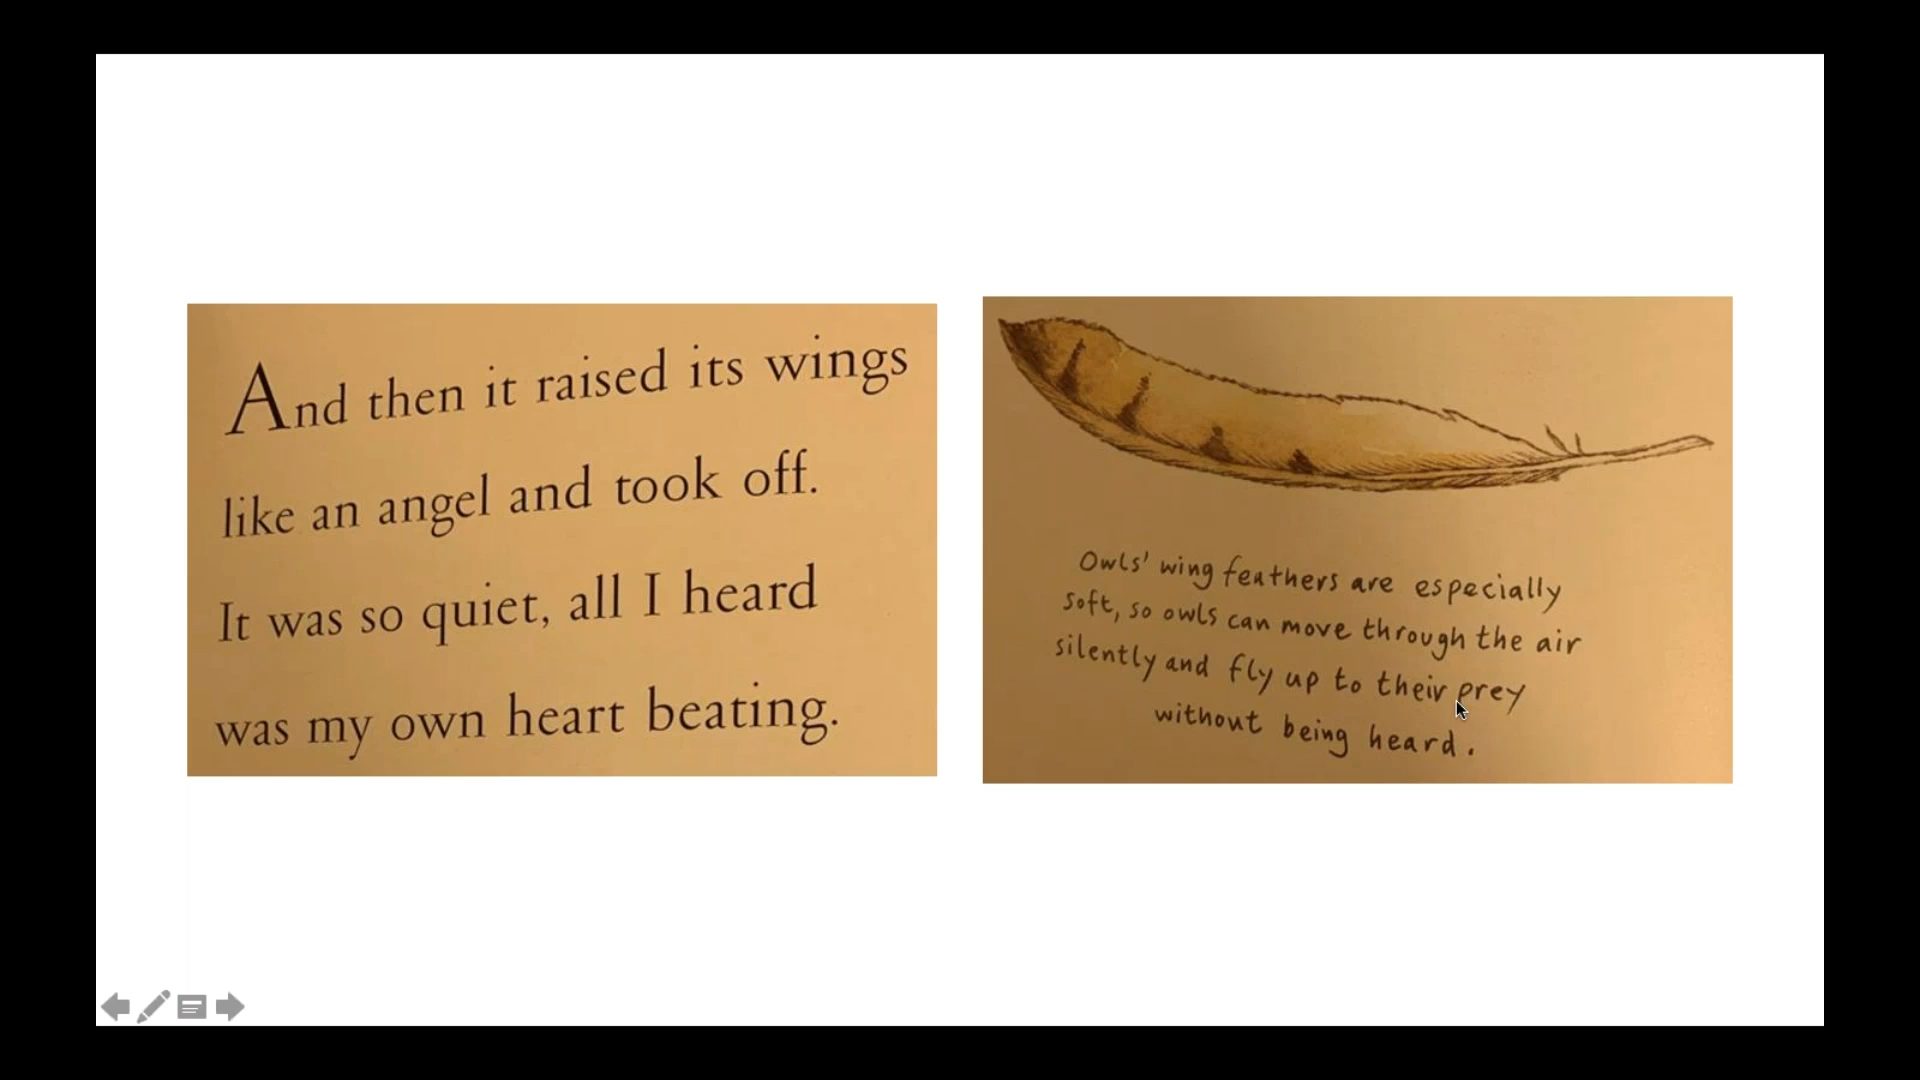 And then it raised its wings
like an angel and took off.
It was so quiet, all I heard
was my own heart beating.
Owls' wing feathers are especially
soft, so owls can move through the air
silently and fly up to their prey
without being heard.